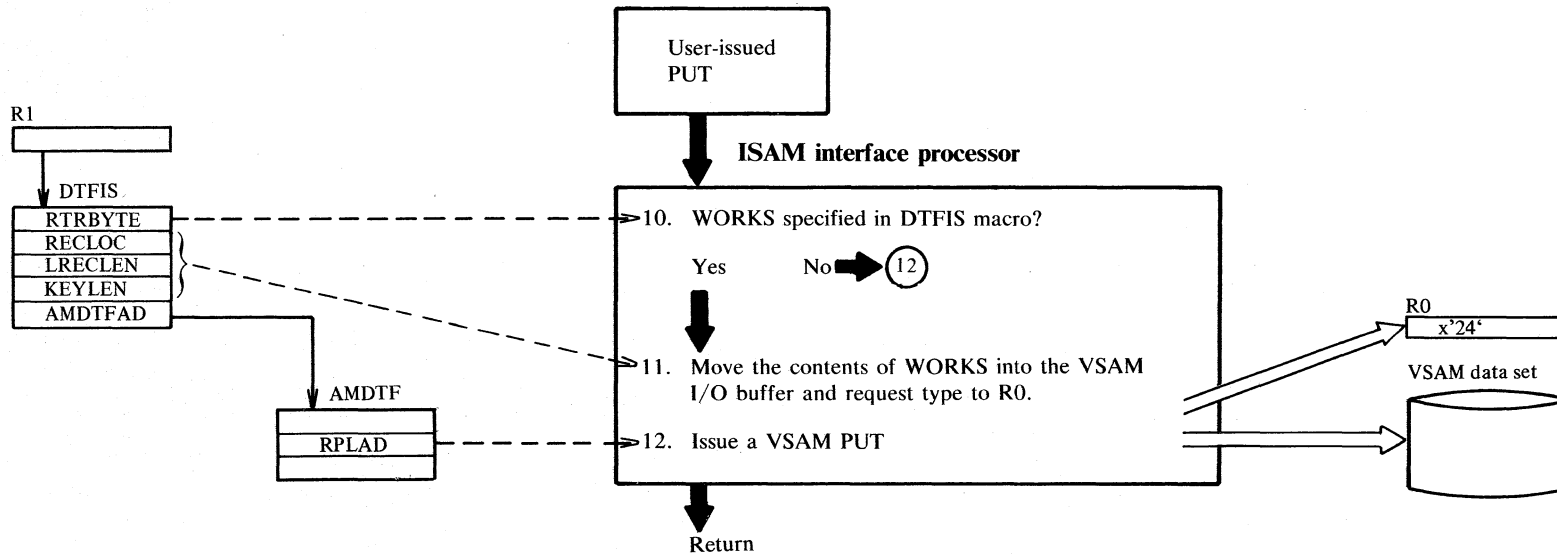 User-issued
PUT
R1
ISAM interface processor
DTFIS
RTRBYTE
RECLOC
LRECLEN
KEYLEN
AMDTFAD
10. WORKS specified in DTFIS macro?
Yes No 12
R0
x'24‘
11. Move the contents of WORKS into the VSAM
I/O buffer and request type to R0.
VSAM data set
AMDTF
RPLAD
12. Issue a VSAM PUT
Return